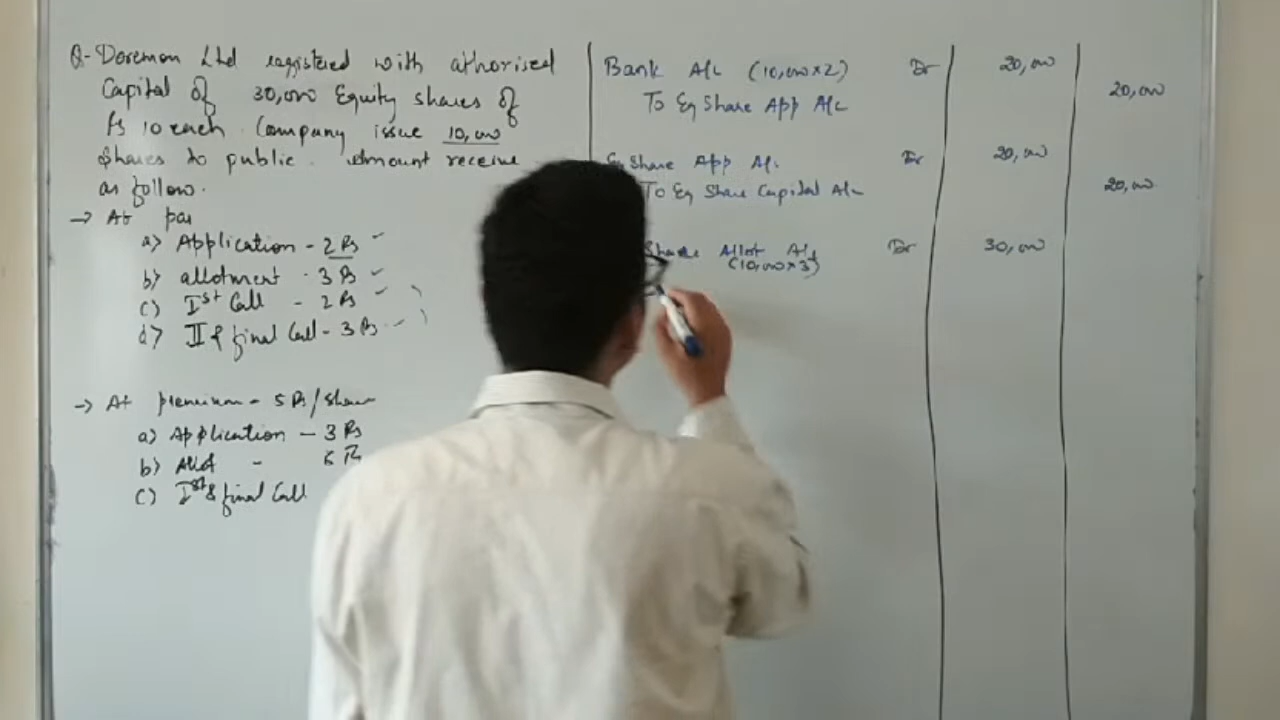 Q- Doremon Ltd registered with athorised
Capital of 30,000 Equity shares of
Rs 10 each. Company issue 10,000
shares to public. Amount receive
as follow.
→ At par
a) Application - 2 Rs
b) allotment - 3 Rs
c) Ist Call - 2 Rs
d) II & final Call - 3 Rs
→ At premium - 5 Rs/share
a) Application - 3 Rs
b) Allot - Rs
c) Ist & final Call
Bank A/c (10,000×2) Dr 20,000
To Eq Share App A/c 20,000
Eq Share App A/c Dr 20,000
To Eq Share Capital A/c 20,000
Share Allot A/c Dr 30,000
(10,000×3)